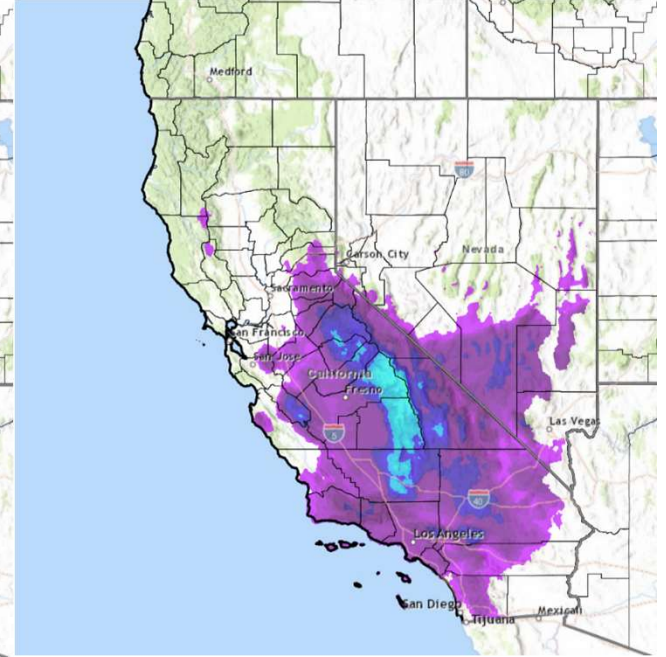 Medford
80
Carson City
Nevada
Sacramento
San Francisco
San Jose
California
Fresno
Las Vegas
5
40
Los Angeles
San Diego
Mexicali
Tijuana